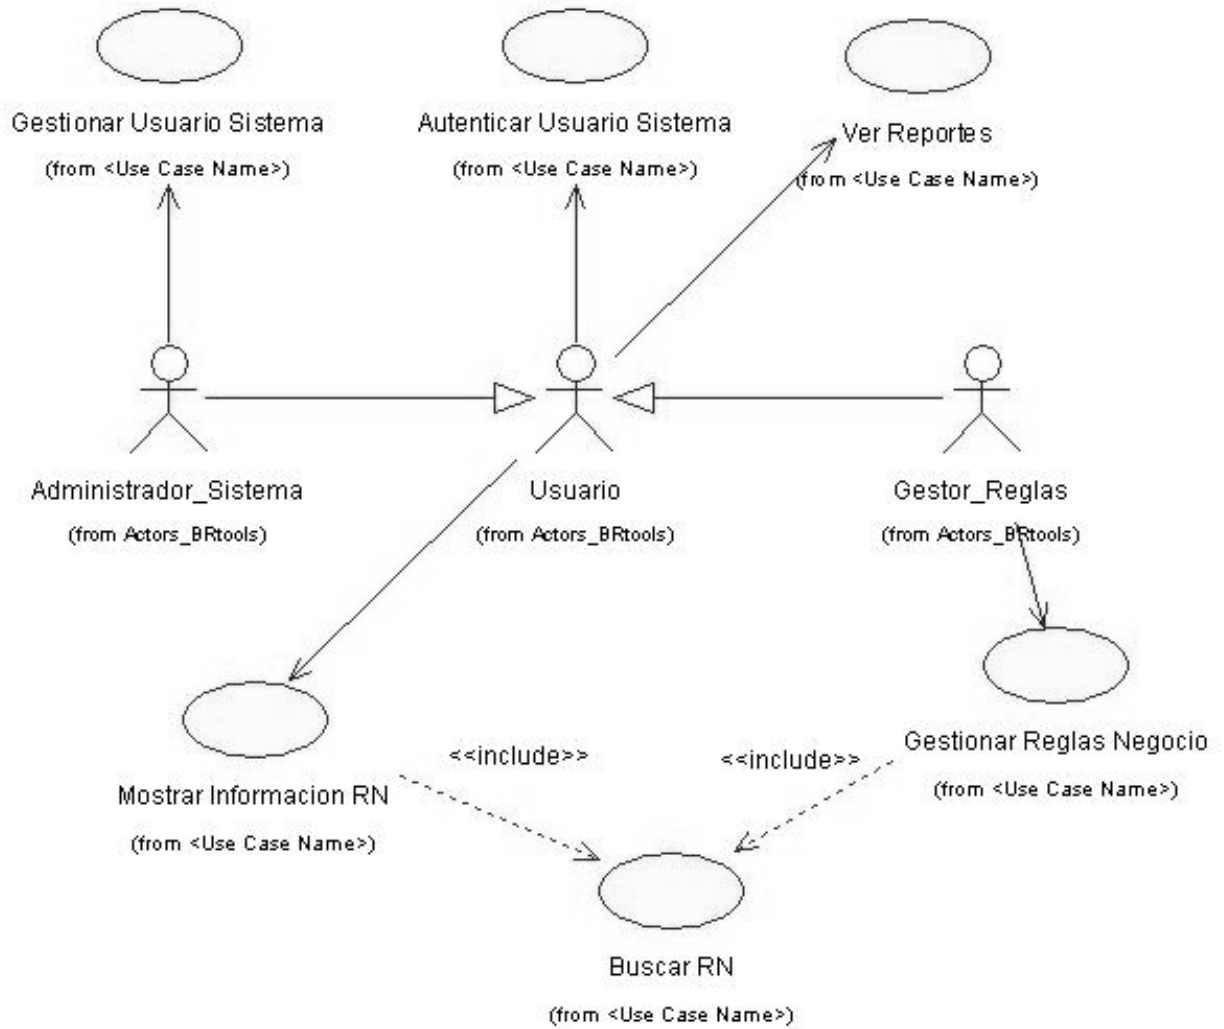 Gestionar Usuario Sistema
(from <Use Case Name>)
Autenticar Usuario Sistema
(from <Use Case Name>)
Ver Reportes
(from <Use Case Name>)
Administrador_Sistema
(from Actors_BRtools)
Usuario
(from Actors_BRtools)
Gestor_Reglas
(from Actors_BRtools)
Mostrar Informacion RN
(from <Use Case Name>)
<<include>>
<<include>>
Gestionar Reglas Negocio
(from <Use Case Name>)
Buscar RN
(from <Use Case Name>)